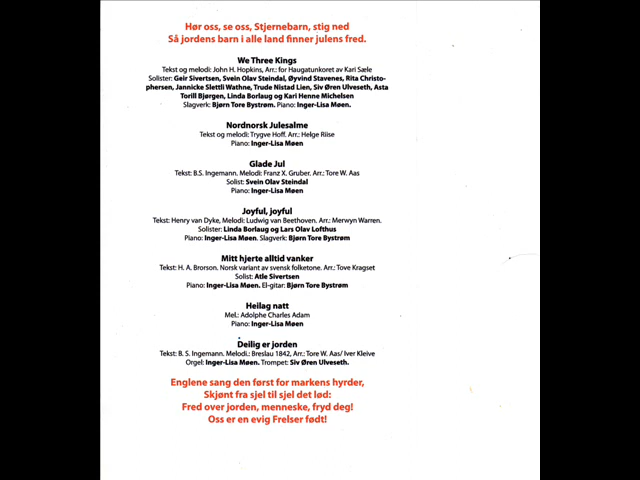 Hør oss, se oss, Stjernebarn, stig ned
Så jordens barn i alle land finner julens fred.
We Three Kings
Tekst og melodi: John H. Hopkins, Arr.: for Haugatunkoret av Kari Sæle
Solister: Geir Sivertsen, Svein Olav Steindal, Øyvind Stavenes, Rita Christo-
phersen, Jannicke Slettli Wathne, Trude Nistad Lien, Siv Øren Ulveseth, Asta
Torill Bjørgen, Linda Borlaug og Kari Henne Michelsen
Slagverk: Bjørn Tore Bystrøm. Piano: Inger-Lisa Møen.
Nordnorsk Julesalme
Tekst og melodi: Trygve Hoff. Arr.: Helge Riise
Piano: Inger-Lisa Møen
Glade Jul
Tekst: B.S. Ingemann. Melodi: Franz X. Gruber. Arr.: Tore W. Aas
Solist: Svein Olav Steindal
Piano: Inger-Lisa Møen
Joyful, joyful
Tekst: Henry van Dyke, Melodi: Ludwig van Beethoven. Arr.: Merwyn Warren.
Solister: Linda Borlaug og Lars Olav Lofthus
Piano: Inger-Lisa Møen. Slagverk: Bjørn Tore Bystrøm
Mitt hjerte alltid vanker
Tekst: H. A. Brorson. Norsk variant av svensk folketone. Arr.: Tove Kragset
Solist: Atle Sivertsen
Piano: Inger-Lisa Møen. El-gitar: Bjørn Tore Bystrøm
Heilag natt
Mel.: Adolphe Charles Adam
Piano: Inger-Lisa Møen
Deilig er jorden
Tekst: B. S. Ingemann. Melodi.: Breslau 1842, Arr.: Tore W. Aas/ Iver Kleive
Orgel: Inger-Lisa Møen. Trompet: Siv Øren Ulveseth.
Englene sang den først for markens hyrder,
Skjønt fra sjel til sjel det lød:
Fred over jorden, menneske, fryd deg!
Oss er en evig Frelser født!